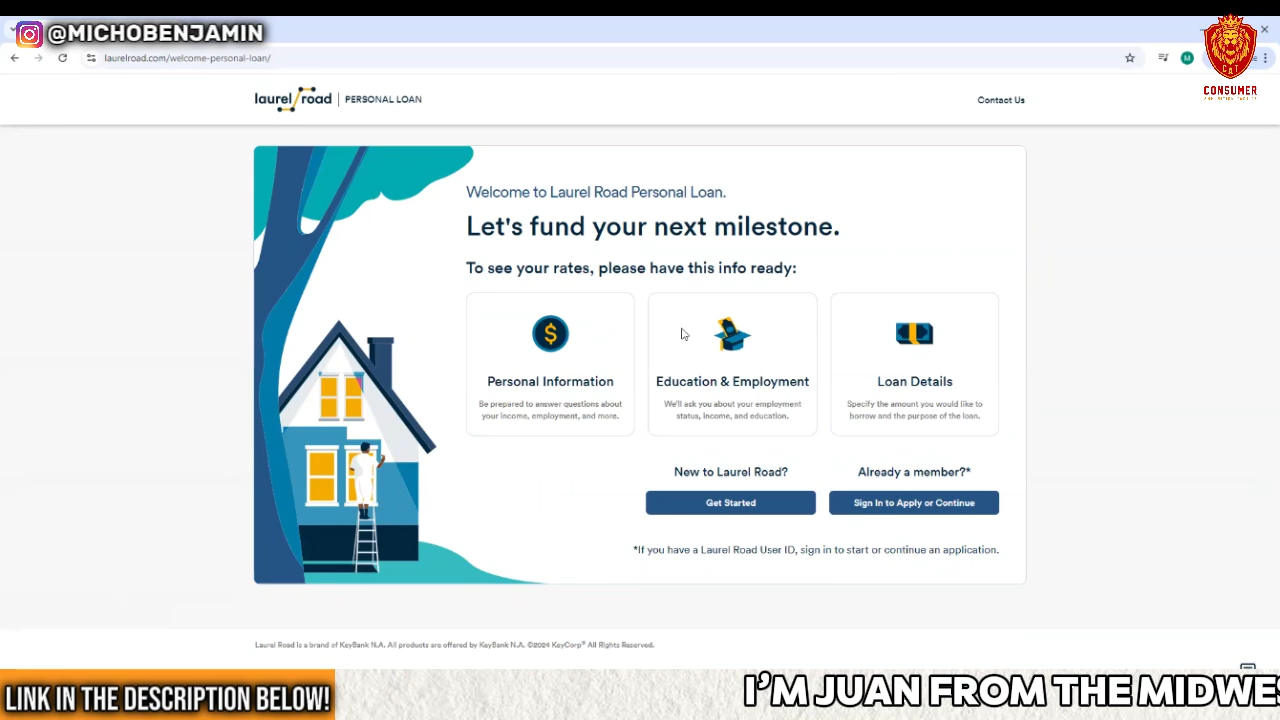 @MICHOBENJAMIN
laurelroad.com/welcome-personal-loan/
M
CAT
CONSUMER
laurel road | PERSONAL LOAN
Contact Us
Welcome to Laurel Road Personal Loan.
Let's fund your next milestone.
To see your rates, please have this info ready:
$
Personal Information
Be prepared to answer questions about
your income, employment, and more.
Education & Employment
We'll ask you about your employment
status, income, and education.
Loan Details
Specify the amount you would like to
borrow and the purpose of the loan.
New to Laurel Road?
Get Started
Already a member?*
Sign In to Apply or Continue
*If you have a Laurel Road User ID, sign in to start or continue an application.
Laurel Road is a brand of KeyBank N.A. All products are offered by KeyBank N.A. ©2024 KeyCorp® All Rights Reserved.
LINK IN THE DESCRIPTION BELOW!
I'M JUAN FROM THE MIDWES